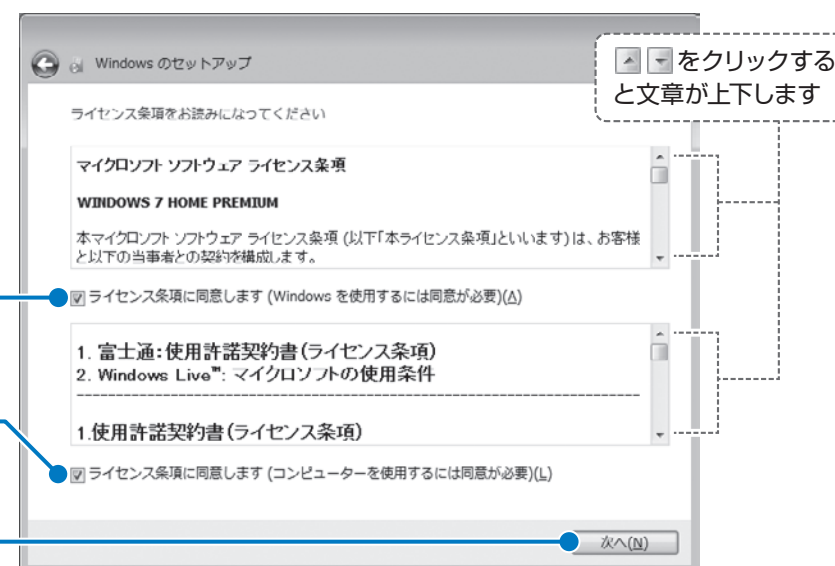 Windows のセットアップ
をクリックする
と文章が上下します
ライセンス条項をお読みになってください
マイクロソフト ソフトウェア ライセンス条項
WINDOWS 7 HOME PREMIUM
本マイクロソフト ソフトウェア ライセンス条項 (以下「本ライセンス条項」といいます) は、お客様
と以下の当事者との契約を構成します。
ライセンス条項に同意します (Windows を使用するには同意が必要)(A)
1. 富士通：使用許諾契約書（ライセンス条項）
2. Windows Live™: マイクロソフトの使用条件
--------------------------------------------------------------------------------
1.使用許諾契約書（ライセンス条項）
ライセンス条項に同意します (コンピューターを使用するには同意が必要)(L)
次へ(N)